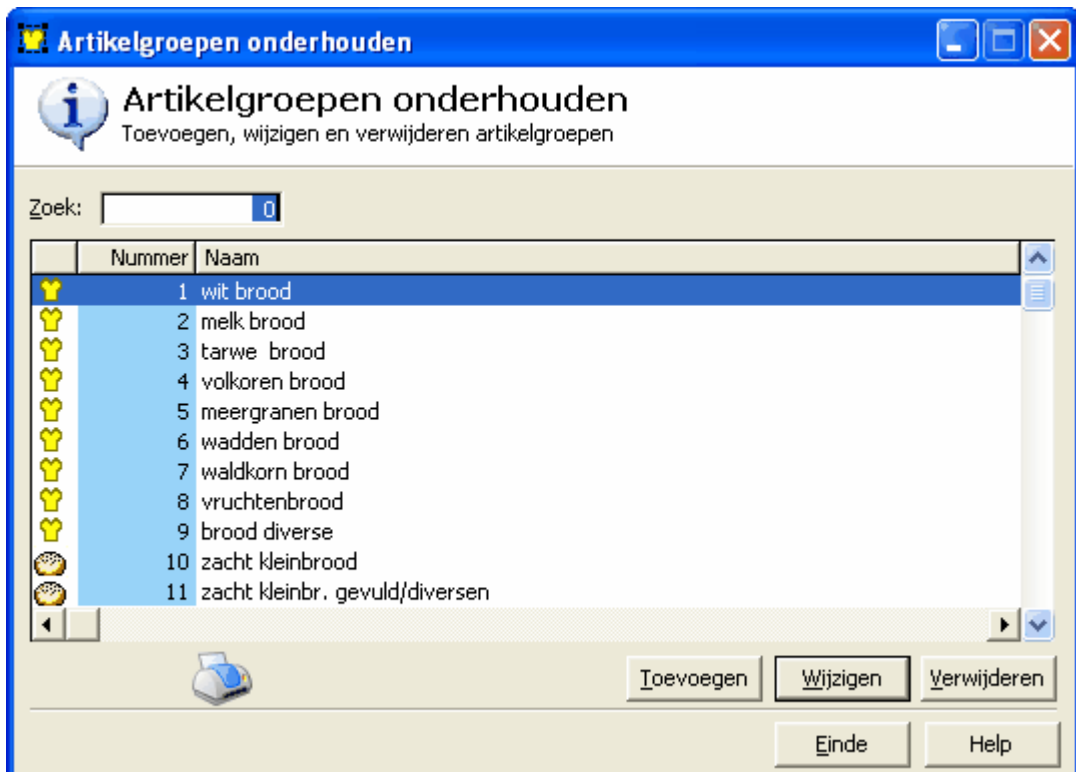 Artikelgroepen onderhouden
Artikelgroepen onderhouden
Toevoegen, wijzigen en verwijderen artikelgroepen
Zoek: 0
Nummer Naam
1 wit brood
2 melk brood
3 tarwe  brood
4 volkoren brood
5 meergranen brood
6 wadden brood
7 waldkorn brood
8 vruchtenbrood
9 brood diverse
10 zacht kleinbrood
11 zacht kleinbr. gevuld/diversen
Toevoegen Wijzigen Verwijderen
Einde Help